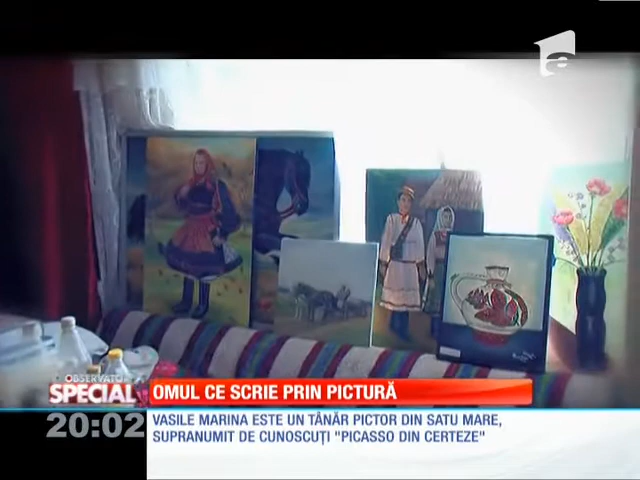 OBSERVATOR
SPECIAL
OMUL CE SCRIE PRIN PICTURĂ
20:02
VASILE MARINA ESTE UN TÂNĂR PICTOR DIN SATU MARE,
SUPRANUMIT DE CUNOSCUȚI "PICASSO DIN CERTEZE"